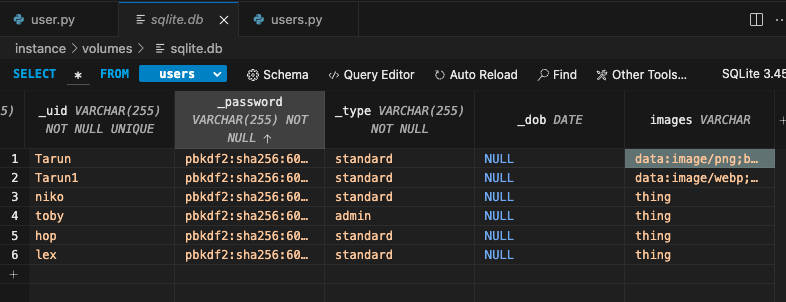 user.py sqlite.db users.py
instance > volumes > sqlite.db
SELECT * FROM users Schema </> Query Editor Auto Reload Find Other Tools... SQLite 3.45
5) _uid VARCHAR(255) NOT NULL UNIQUE _password VARCHAR(255) NOT NULL ↑ _type VARCHAR(255) NOT NULL _dob DATE images VARCHAR +
1 Tarun pbkdf2:sha256:60… standard NULL data:image/png;b…
2 Tarun1 pbkdf2:sha256:60… standard NULL data:image/webp;…
3 niko pbkdf2:sha256:60… standard NULL thing
4 toby pbkdf2:sha256:60… admin NULL thing
5 hop pbkdf2:sha256:60… standard NULL thing
6 lex pbkdf2:sha256:60… standard NULL thing
+